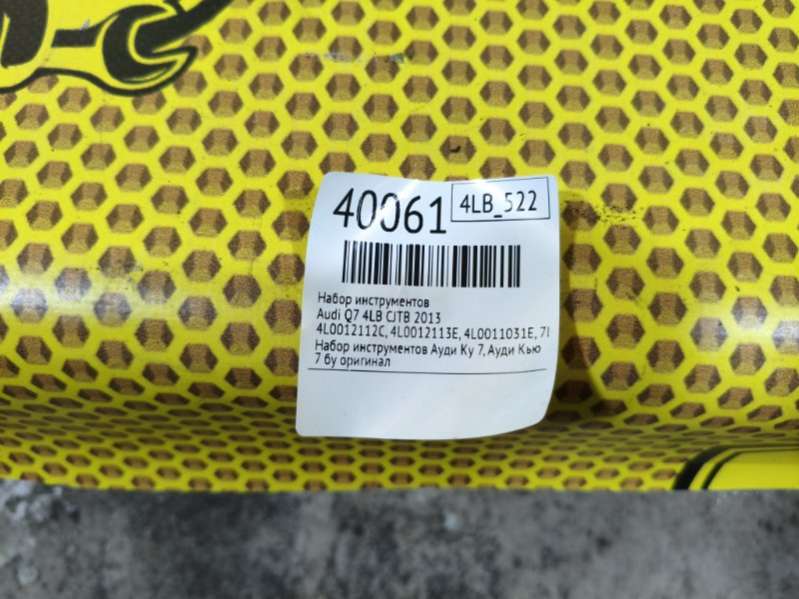 40061 4LB_522
Набор инструментов
Audi Q7 4LB CJTB 2013
4L0012112C, 4L0012113E, 4L0011031E,
Набор инструментов Ауди Ку 7, Ауди Кью
7 бу оригинал